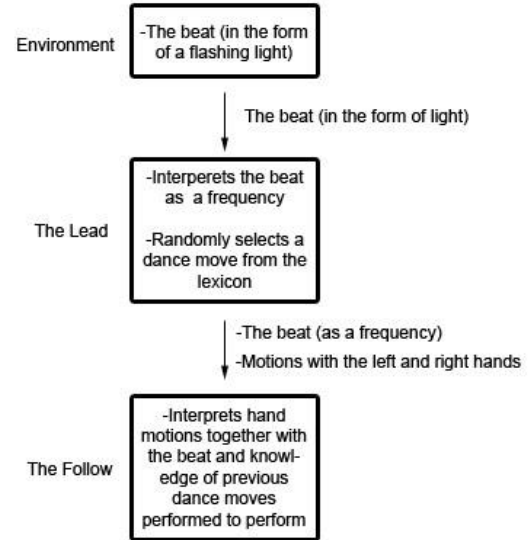 Environment
-The beat (in the form
of a flashing light)
The beat (in the form of light)
The Lead
-Interperets the beat
as a frequency
-Randomly selects a
dance move from the
lexicon
-The beat (as a frequency)
-Motions with the left and right hands
The Follow
-Interprets hand
motions together with
the beat and knowl-
edge of previous
dance moves
performed to perform